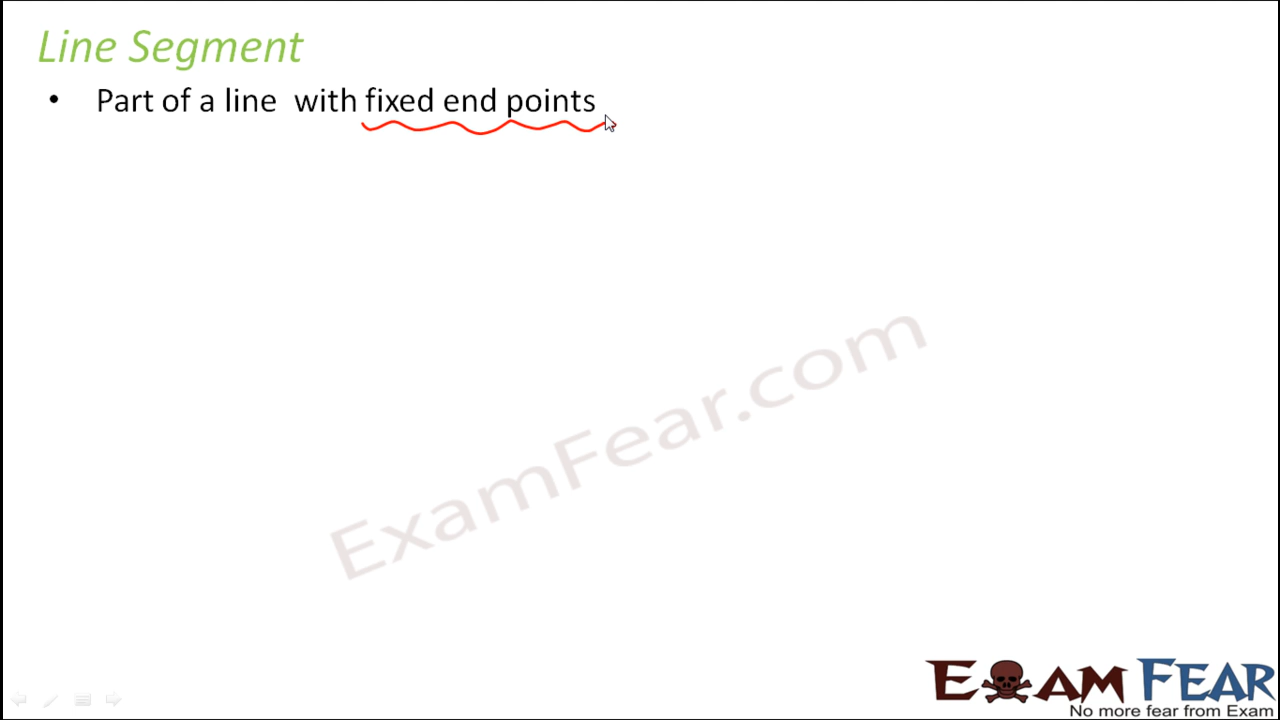 Line Segment
• Part of a line with fixed end points
ExamFear.com
EXAM FEAR
No more fear from Exam